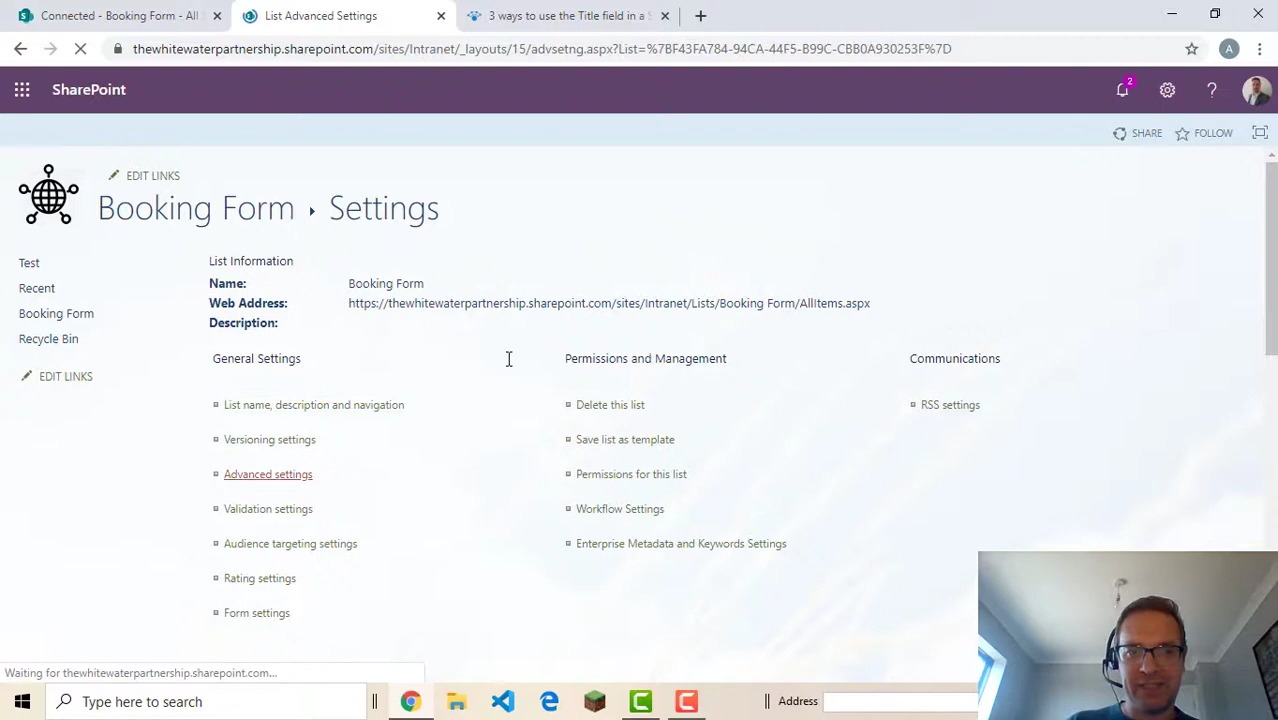 Connected - Booking Form - All
List Advanced Settings
3 ways to use the Title field in a S
thewhitewaterpartnership.sharepoint.com/sites/Intranet/_layouts/15/advsetng.aspx?List=%7BF43FA784-94CA-44F5-B99C-CBB0A930253F%7D
A
SharePoint
2
SHARE
FOLLOW
EDIT LINKS
Booking Form ▸ Settings
Test
Recent
Booking Form
Recycle Bin
EDIT LINKS
List Information
Name: Booking Form
Web Address: https://thewhitewaterpartnership.sharepoint.com/sites/Intranet/Lists/Booking Form/AllItems.aspx
Description:
General Settings
List name, description and navigation
Versioning settings
Advanced settings
Validation settings
Audience targeting settings
Rating settings
Form settings
Permissions and Management
Delete this list
Save list as template
Permissions for this list
Workflow Settings
Enterprise Metadata and Keywords Settings
Communications
RSS settings
Waiting for thewhitewaterpartnership.sharepoint.com...
Type here to search
Address